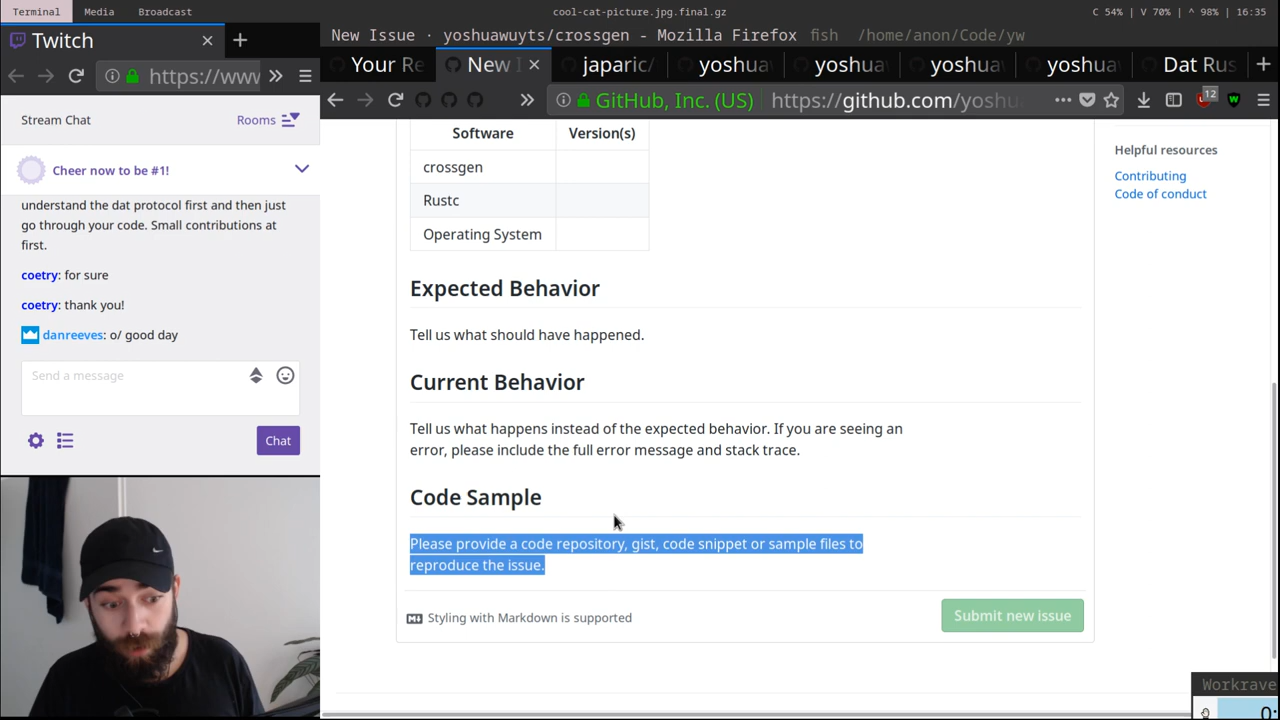 Terminal Media Broadcast cool-cat-picture.jpg.final.gz C 54% | V 70% | ^ 98% | 16:35
Twitch
New Issue · yoshuawuyts/crossgen - Mozilla Firefox fish /home/anon/Code/yw
Your Re New I japaric/ yoshua yoshua yoshua yoshua Dat Rus
https://www
GitHub, Inc. (US) https://github.com/yoshu 12
Stream Chat Rooms
Cheer now to be #1!
understand the dat protocol first and then just
go through your code. Small contributions at
first.
coetry: for sure
coetry: thank you!
danreeves: o/ good day
Send a message
Chat
Software Version(s)
crossgen
Rustc
Operating System
Expected Behavior
Tell us what should have happened.
Current Behavior
Tell us what happens instead of the expected behavior. If you are seeing an
error, please include the full error message and stack trace.
Code Sample
Please provide a code repository, gist, code snippet or sample files to
reproduce the issue.
Styling with Markdown is supported
Submit new issue
Helpful resources
Contributing
Code of conduct
Workrave
0: